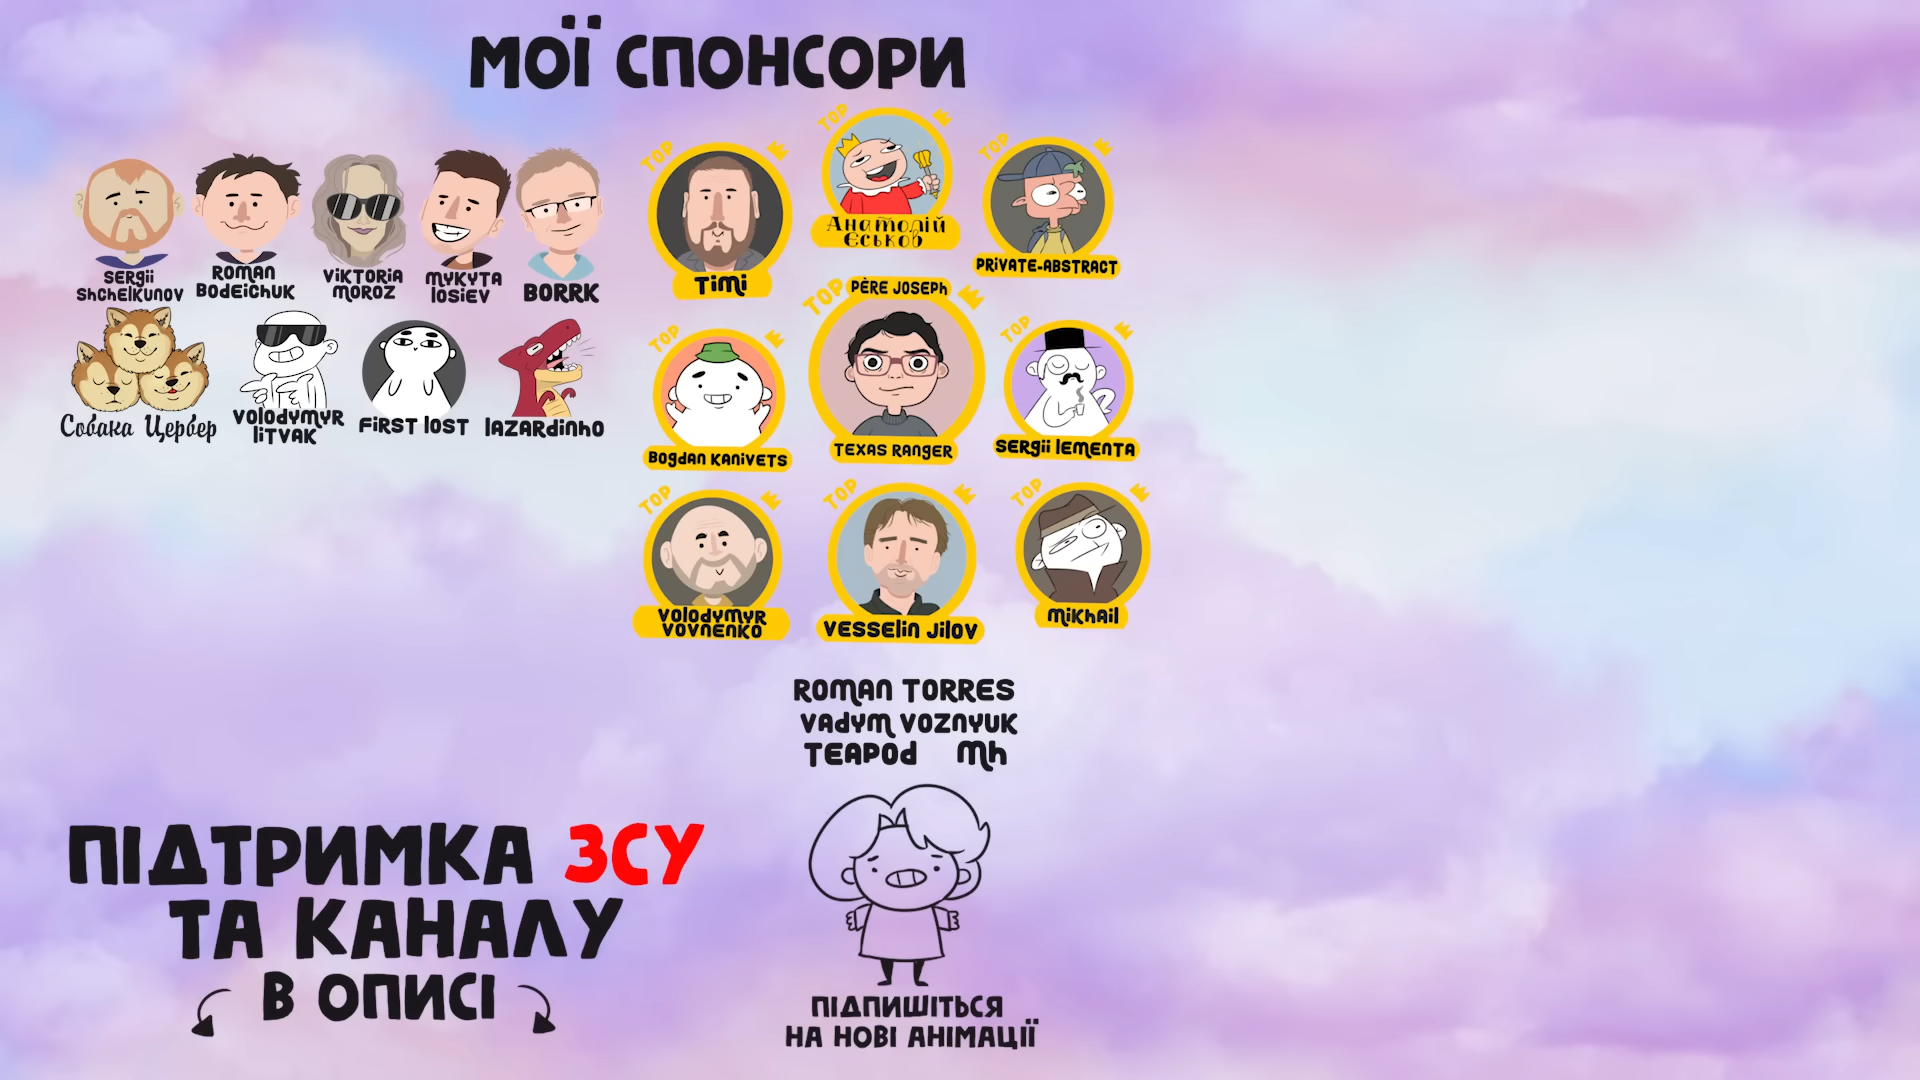 МОЇ СПОНСОРИ
SERGII
SHCHELKUNOV
ROMAN
BODEICHUK
VIKTORIA
MOROZ
MYKYTA
LOSIEV
BORRK
Собака Цербер
VOLODYMYR
LITVAK
FIRST LOST
LAZARDINHO
TOP
TIMI
TOP
Анатолій
Єськов
TOP
PRIVATE-ABSTRACT
TOP
BOGDAN KANIVETS
TOP
PÈRE JOSEPH
TEXAS RANGER
TOP
SERGII LEMENTA
TOP
VOLODYMYR
VOVNENKO
TOP
VESSELIN JILOV
TOP
MIKHAIL
ROMAN TORRES
VADYM VOZNYUK
TEAPOD MH
ПІДТРИМКА ЗСУ
ТА КАНАЛУ
В ОПИСІ
ПІДПИШІТЬСЯ
НА НОВІ АНІМАЦІЇ